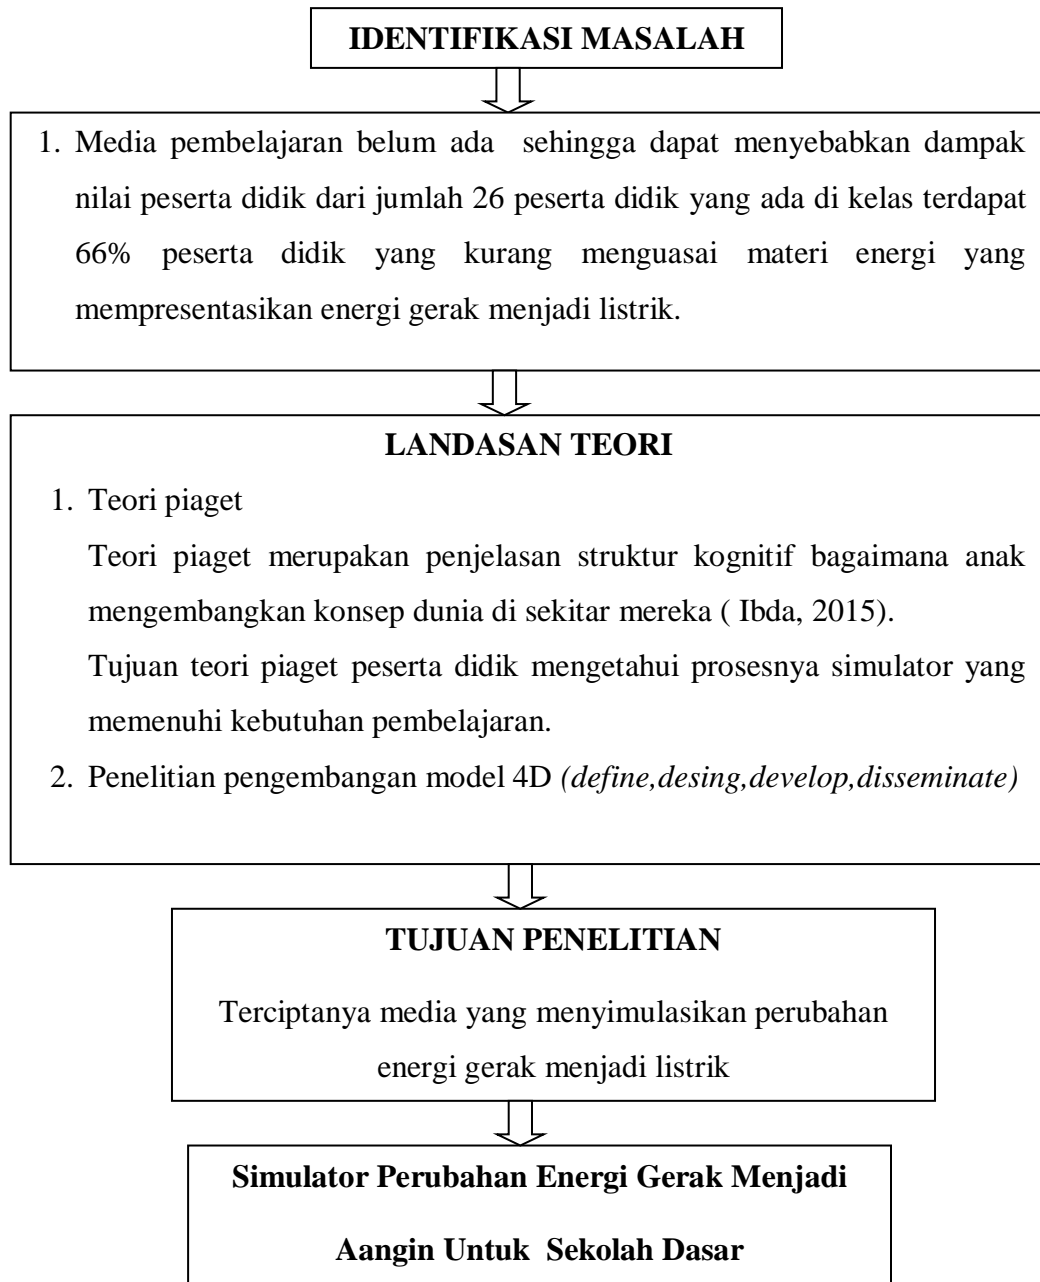 IDENTIFIKASI MASALAH
1. Media pembelajaran belum ada sehingga dapat menyebabkan dampak
nilai peserta didik dari jumlah 26 peserta didik yang ada di kelas terdapat
66% peserta didik yang kurang menguasai materi energi yang
mempresentasikan energi gerak menjadi listrik.
LANDASAN TEORI
1. Teori piaget
Teori piaget merupakan penjelasan struktur kognitif bagaimana anak
mengembangkan konsep dunia di sekitar mereka ( Ibda, 2015).
Tujuan teori piaget peserta didik mengetahui prosesnya simulator yang
memenuhi kebutuhan pembelajaran.
2. Penelitian pengembangan model 4D (define,desing,develop,disseminate)
TUJUAN PENELITIAN
Terciptanya media yang menyimulasikan perubahan
energi gerak menjadi listrik
Simulator Perubahan Energi Gerak Menjadi
Aangin Untuk Sekolah Dasar